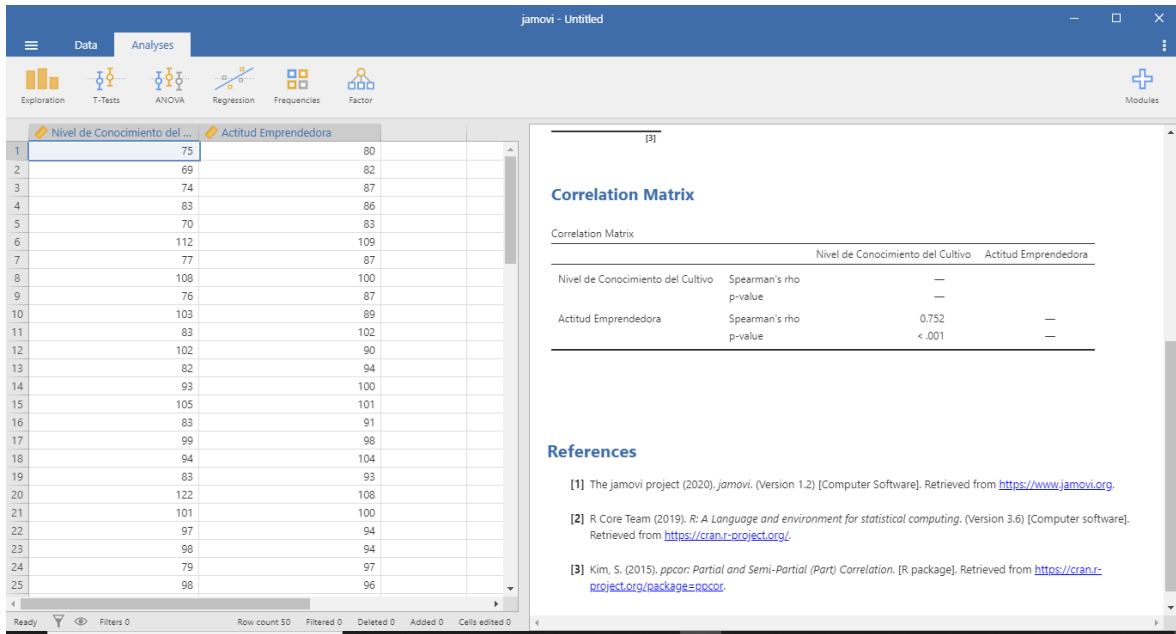 jamovi - Untitled
Data Analyses
Exploration T-Tests ANOVA Regression Frequencies Factor Modules
Nivel de Conocimiento del ... Actitud Emprendedora
1 75 80
2 69 82
3 74 87
4 83 86
5 70 83
6 112 109
7 77 87
8 108 100
9 76 87
10 103 89
11 83 102
12 102 90
13 82 94
14 93 100
15 105 101
16 83 91
17 99 98
18 94 104
19 83 93
20 122 108
21 101 100
22 97 94
23 98 94
24 79 97
25 98 96
Ready Filters 0 Row count 50 Filtered 0 Deleted 0 Added 0 Cells edited 0
[3]
Correlation Matrix
Correlation Matrix
Nivel de Conocimiento del Cultivo Actitud Emprendedora
Nivel de Conocimiento del Cultivo Spearman's rho —
p-value —
Actitud Emprendedora Spearman's rho 0.752 —
p-value < .001 —
References
[1] The jamovi project (2020). jamovi. (Version 1.2) [Computer Software]. Retrieved from https://www.jamovi.org.
[2] R Core Team (2019). R: A Language and environment for statistical computing. (Version 3.6) [Computer software].
Retrieved from https://cran.r-project.org/.
[3] Kim, S. (2015). ppcor: Partial and Semi-Partial (Part) Correlation. [R package]. Retrieved from https://cran.r-
project.org/package=ppcor.